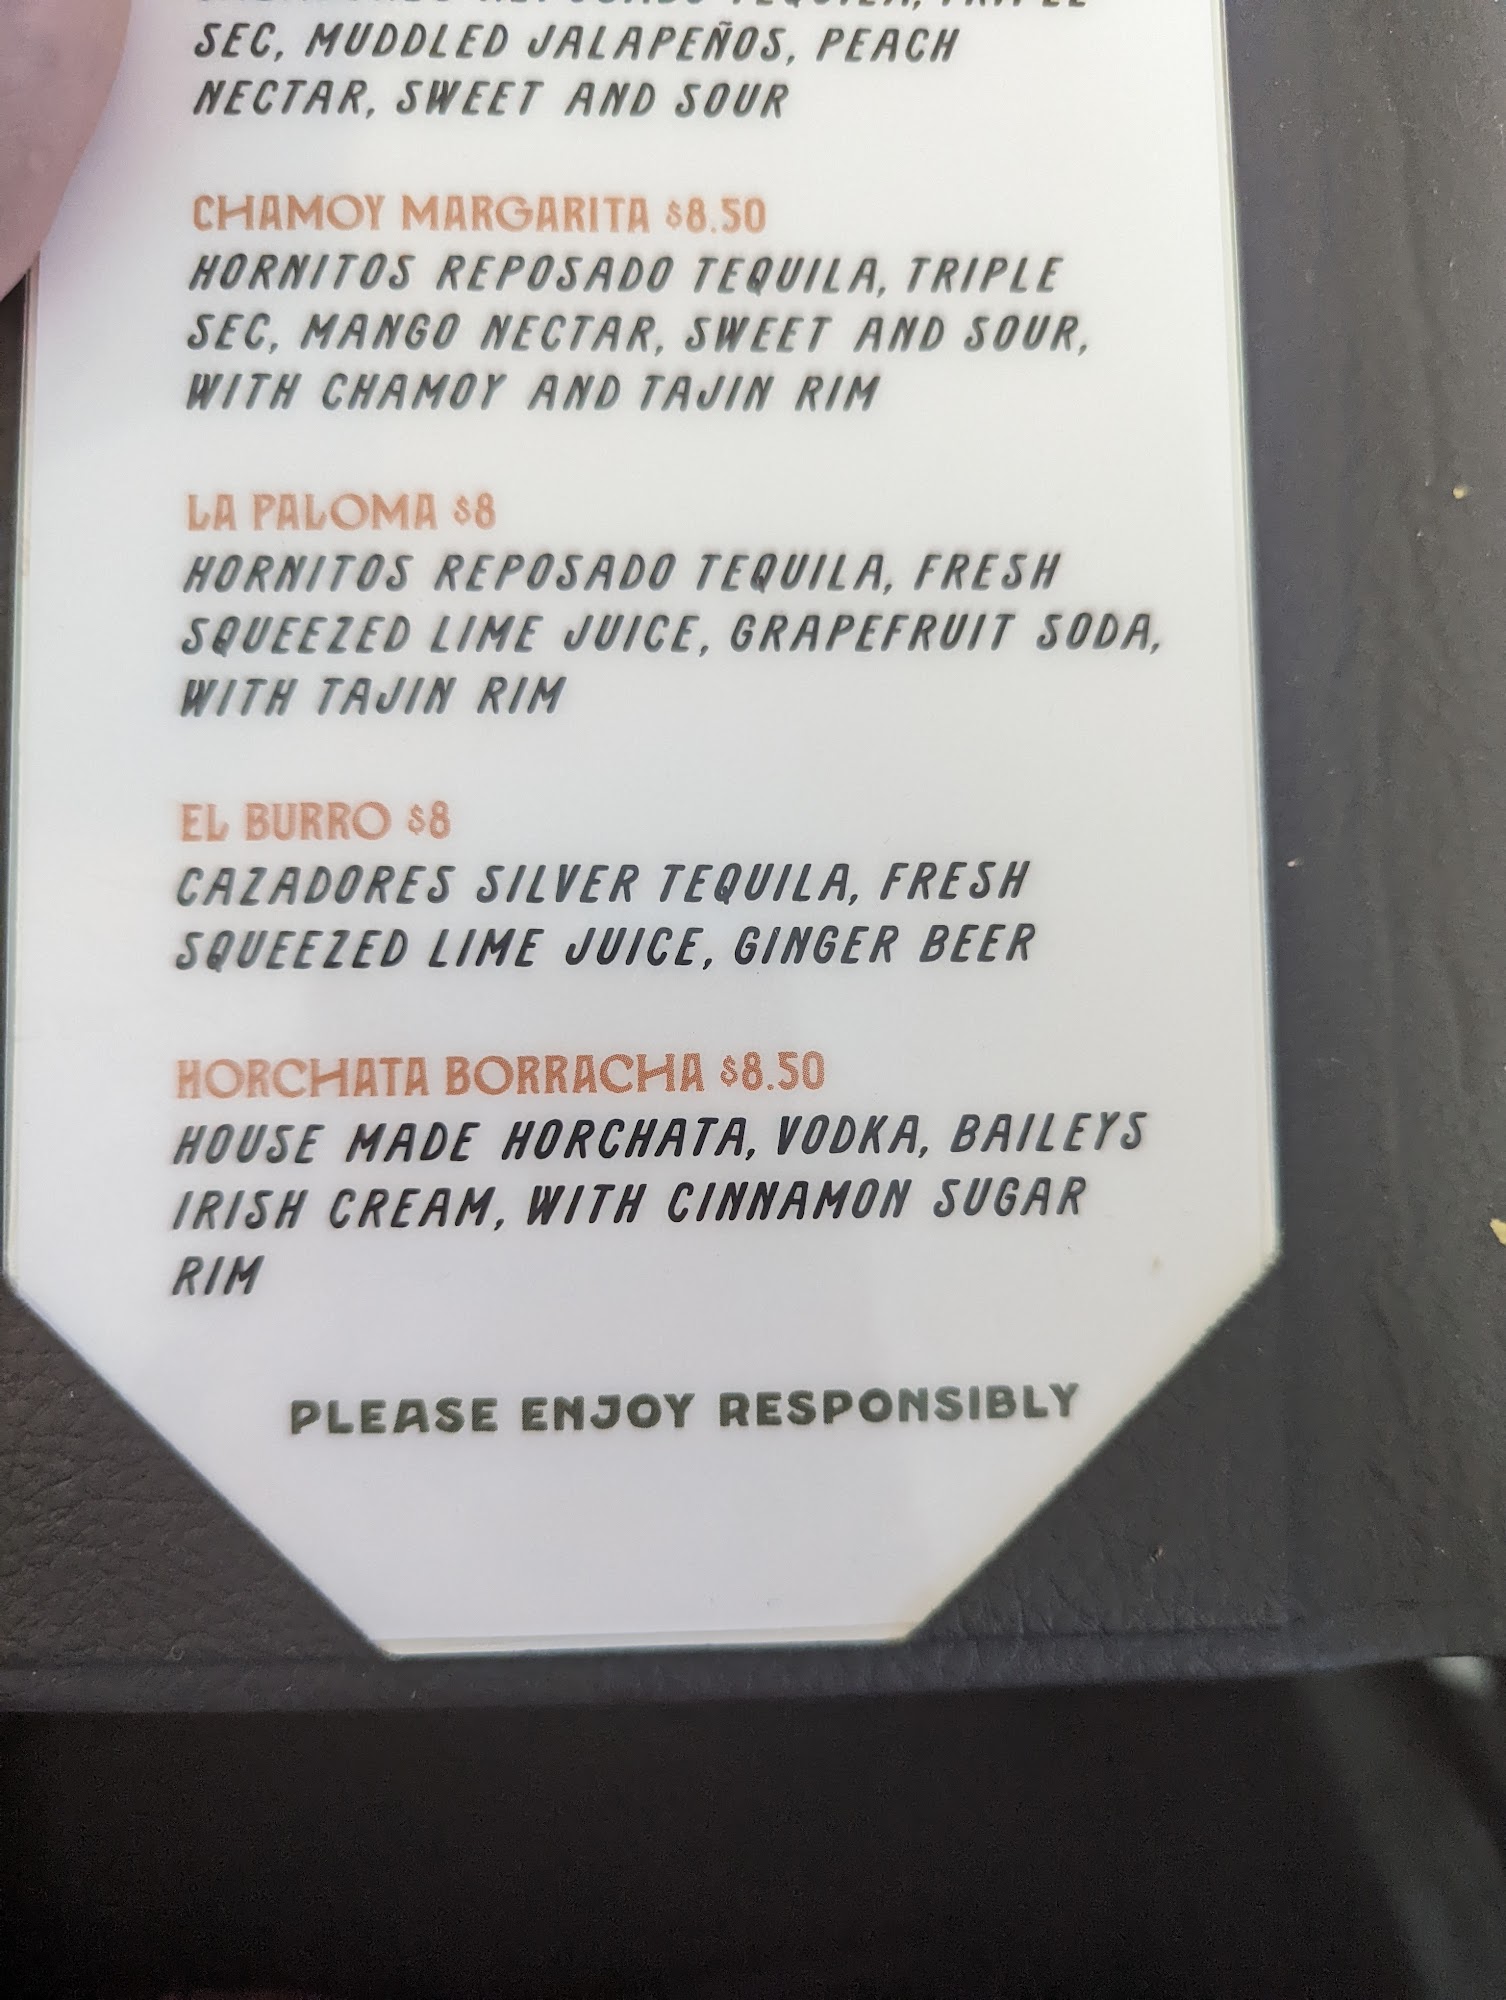 REPOSADO TEQUILA, TRIPLE
SEC, MUDDLED JALAPEÑOS, PEACH
NECTAR, SWEET AND SOUR
CHAMOY MARGARITA $8.50
HORNITOS REPOSADO TEQUILA, TRIPLE
SEC, MANGO NECTAR, SWEET AND SOUR,
WITH CHAMOY AND TAJIN RIM
LA PALOMA $8
HORNITOS REPOSADO TEQUILA, FRESH
SQUEEZED LIME JUICE, GRAPEFRUIT SODA,
WITH TAJIN RIM
EL BURRO $8
CAZADORES SILVER TEQUILA, FRESH
SQUEEZED LIME JUICE, GINGER BEER
HORCHATA BORRACHA $8.50
HOUSE MADE HORCHATA, VODKA, BAILEYS
IRISH CREAM, WITH CINNAMON SUGAR
RIM
PLEASE ENJOY RESPONSIBLY